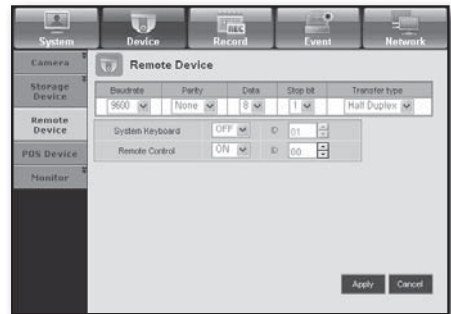 System Device Record Event Network
REC
Camera
Storage Device
Remote Device
POS Device
Monitor
Remote Device
Baudrate Parity Data Stop bit Transfer type
9600 None 8 1 Half Duplex
System Keyboard OFF ID 01
Remote Control ON ID 00
Apply Cancel